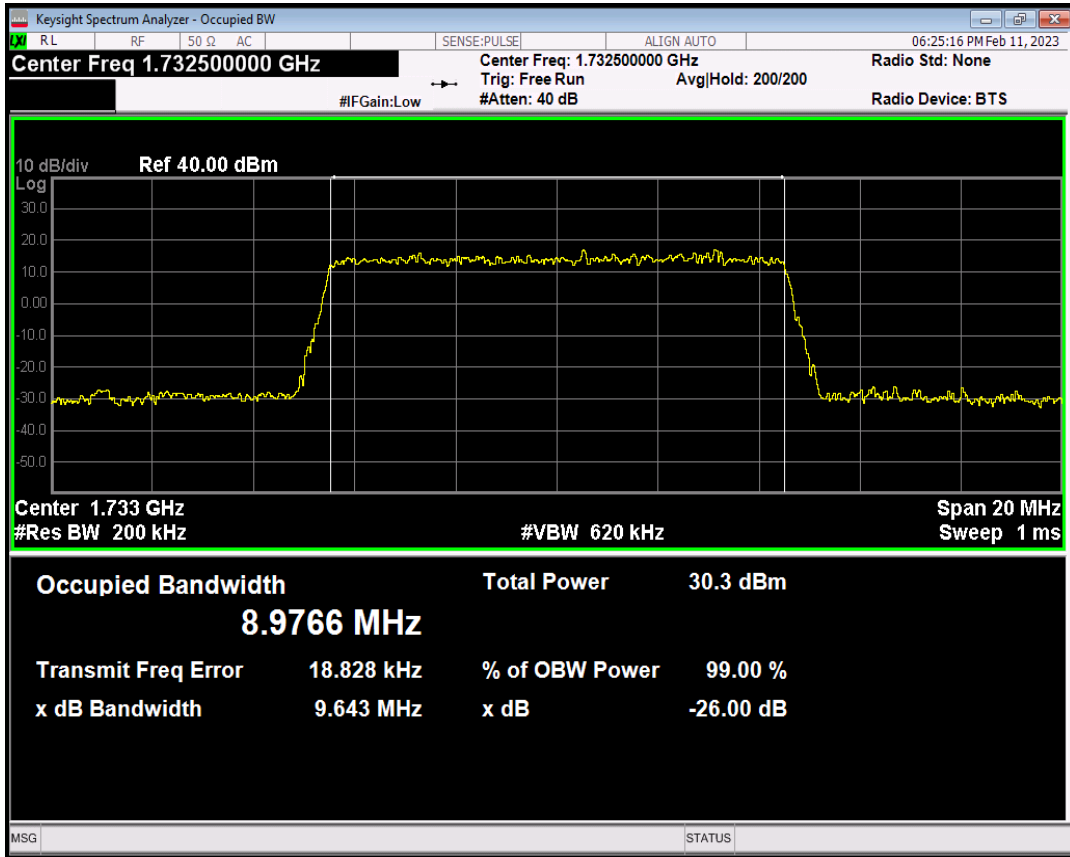 Keysight Spectrum Analyzer - Occupied BW
LXI RL RF 50 Ω AC SENSE:PULSE ALIGN AUTO 06:25:16 PM Feb 11, 2023
Center Freq 1.732500000 GHz Center Freq: 1.732500000 GHz Radio Std: None
Trig: Free Run Avg|Hold: 200/200
#IFGain:Low #Atten: 40 dB Radio Device: BTS
10 dB/div Ref 40.00 dBm
Log
30.0
20.0
10.0
0.00
-10.0
-20.0
-30.0
-40.0
-50.0
Center 1.733 GHz Span 20 MHz
#Res BW 200 kHz #VBW 620 kHz Sweep 1 ms
Occupied Bandwidth Total Power 30.3 dBm
8.9766 MHz
Transmit Freq Error 18.828 kHz % of OBW Power 99.00 %
x dB Bandwidth 9.643 MHz x dB -26.00 dB
MSG STATUS